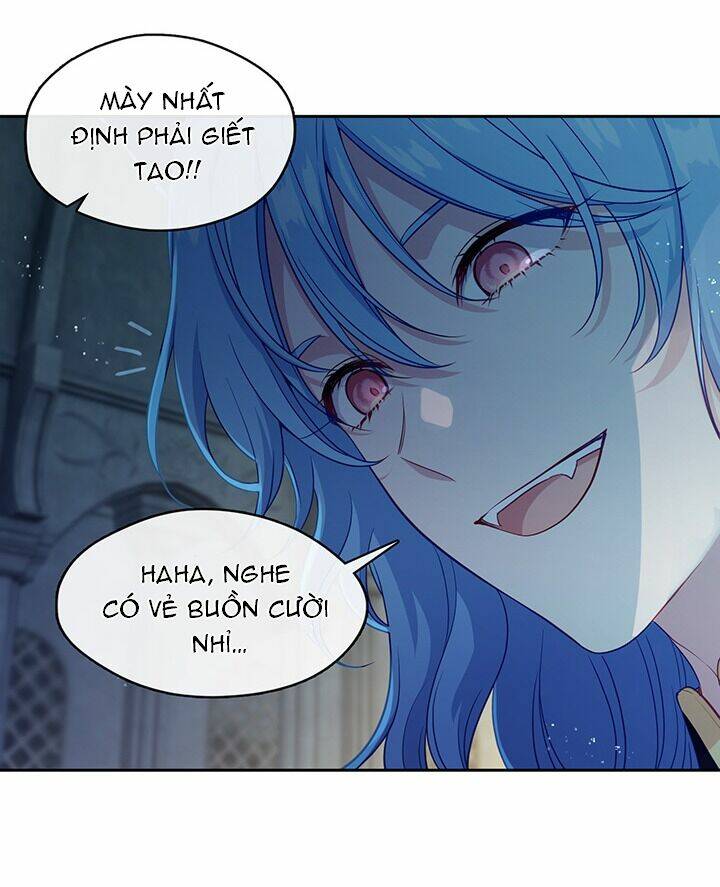 MÀY NHẤT
ĐỊNH PHẢI GIẾT
TAO!!
HAHA, NGHE
CÓ VẺ BUỒN CƯỜI
NHỈ...